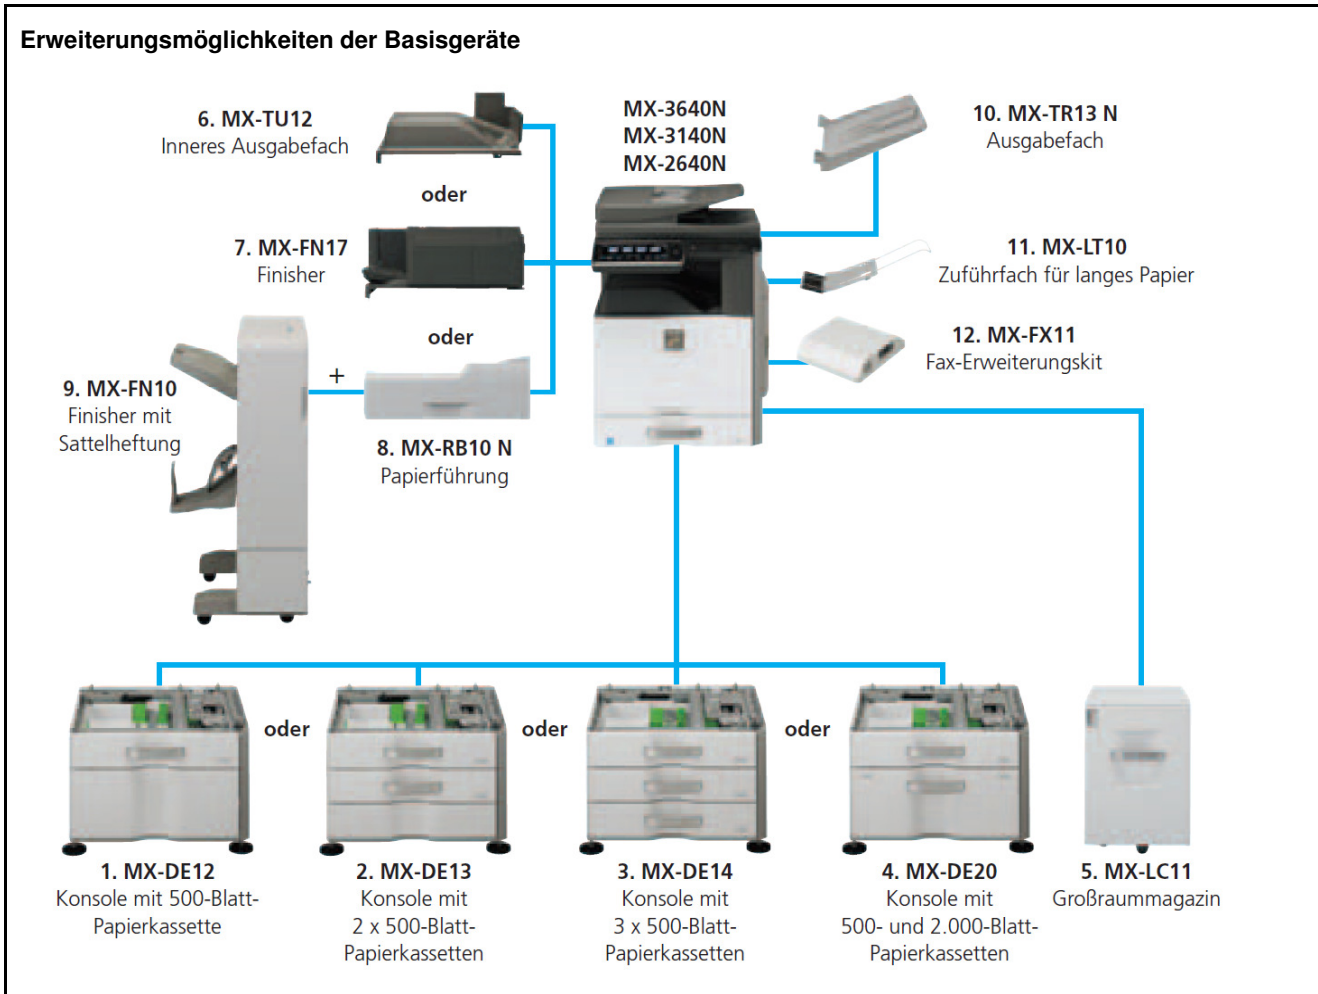 Erweiterungsmöglichkeiten der Basisgeräte
6. MX-TU12
Inneres Ausgabefach
oder
7. MX-FN17
Finisher
oder
9. MX-FN10
Finisher mit
Sattelheftung
+
8. MX-RB10 N
Papierführung
MX-3640N
MX-3140N
MX-2640N
10. MX-TR13 N
Ausgabefach
11. MX-LT10
Zuführfach für langes Papier
12. MX-FX11
Fax-Erweiterungskit
oder
oder
oder
1. MX-DE12
Konsole mit 500-Blatt-
Papierkassette
2. MX-DE13
Konsole mit
2 x 500-Blatt-
Papierkassetten
3. MX-DE14
Konsole mit
3 x 500-Blatt-
Papierkassetten
4. MX-DE20
Konsole mit
500- und 2.000-Blatt-
Papierkassetten
5. MX-LC11
Großraummagazin